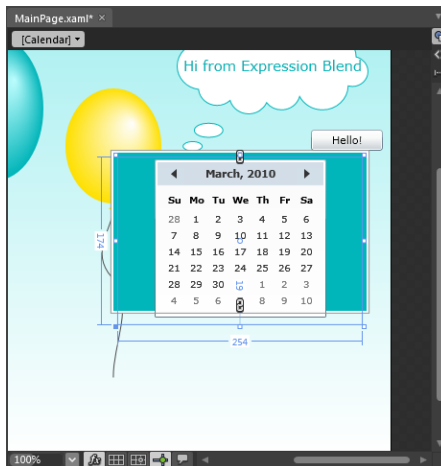 MainPage.xaml* ×
[Calendar]
Hi from Expression Blend
Hello!
March, 2010
Su Mo Tu We Th Fr Sa
28 1 2 3 4 5 6
7 8 9 10 11 12 13
14 15 16 17 18 19 20
21 22 23 24 25 26 27
28 29 30 1 2 3
4 5 6 8 9 10
174
19
254
100%
fx